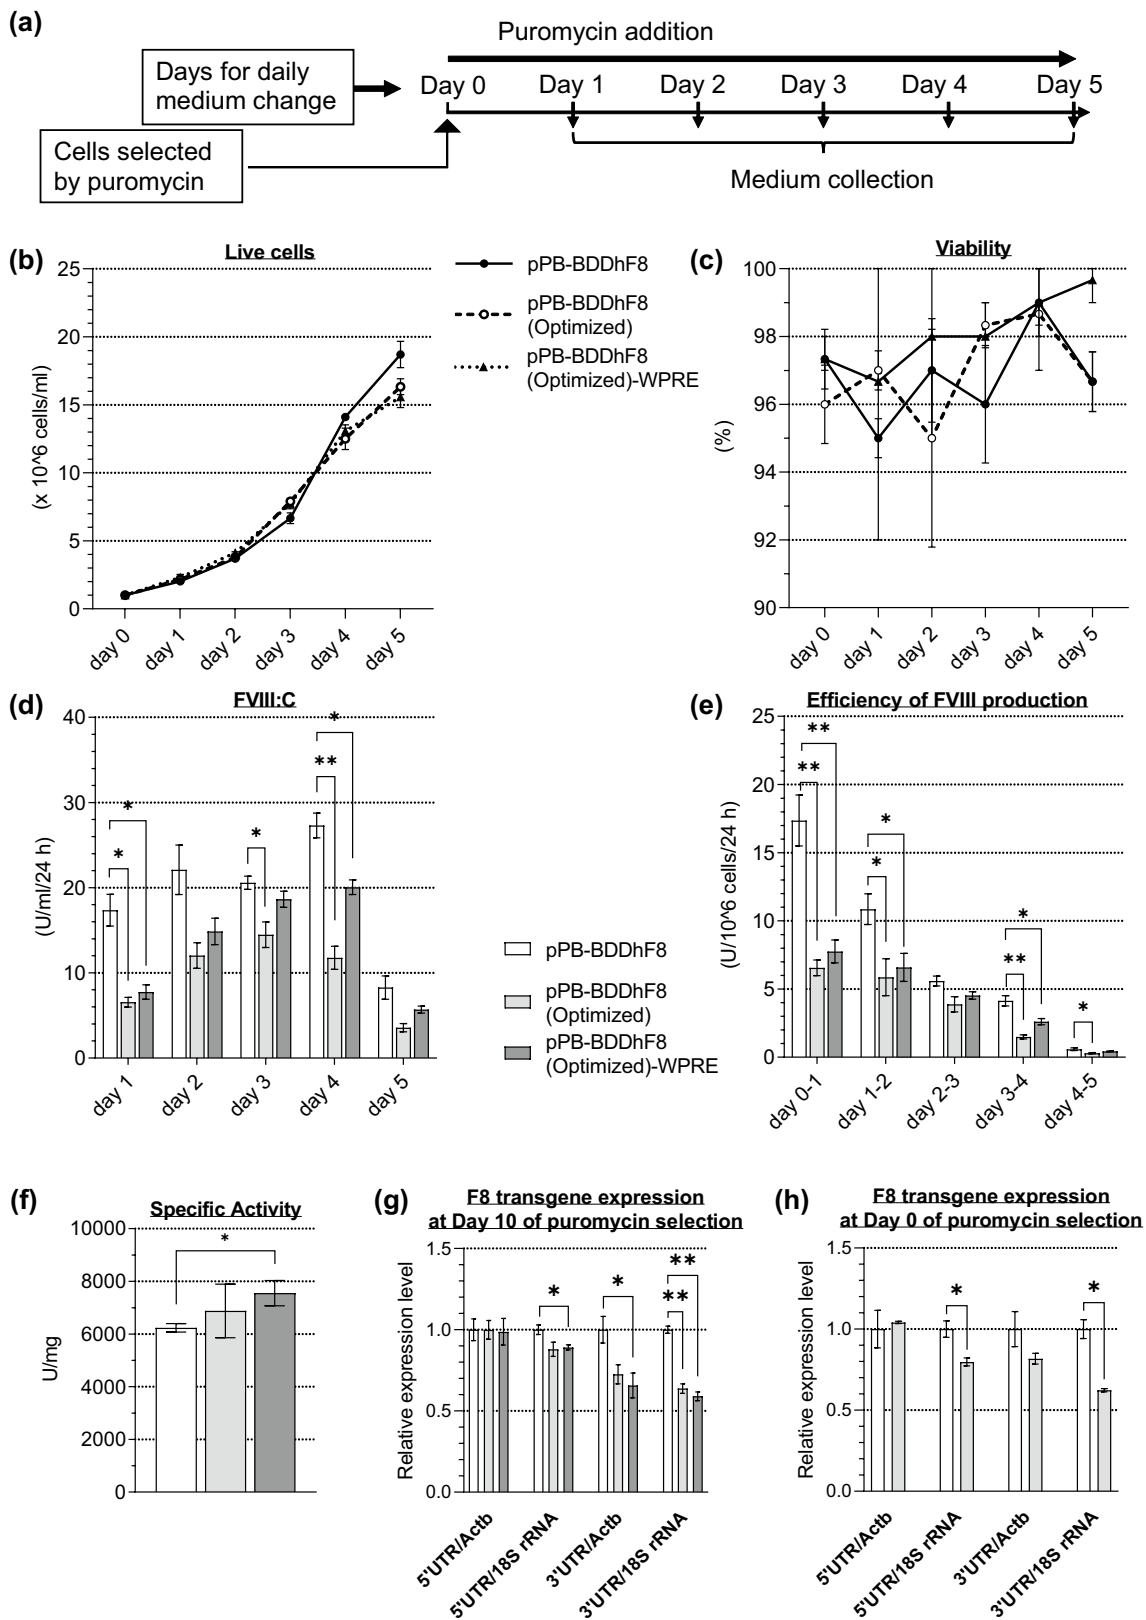 (a)
Puromycin addition
Days for daily
medium change
Day 0
Day 1
Day 2
Day 3
Day 4
Day 5
Cells selected
by puromycin
Medium collection
(b)
Live cells
(x 10^6 cells/ml)
25
20
15
10
5
0
day 0
day 1
day 2
day 3
day 4
day 5
pPB-BDDhF8
pPB-BDDhF8
(Optimized)
pPB-BDDhF8
(Optimized)-WPRE
(c)
Viability
(%)
100
98
96
94
92
90
day 0
day 1
day 2
day 3
day 4
day 5
(d)
FVIII:C
(U/ml/24 h)
40
30
20
10
0
*
*
*
**
*
day 1
day 2
day 3
day 4
day 5
pPB-BDDhF8
pPB-BDDhF8
(Optimized)
pPB-BDDhF8
(Optimized)-WPRE
(e)
Efficiency of FVIII production
(U/10^6 cells/24 h)
25
20
15
10
5
0
**
**
*
*
*
**
*
day 0-1
day 1-2
day 2-3
day 3-4
day 4-5
(f)
Specific Activity
U/mg
10000
8000
6000
4000
2000
0
*
(g)
F8 transgene expression
at Day 10 of puromycin selection
Relative expression level
1.5
1.0
0.5
0.0
*
*
**
**
5'UTR/Actb
5'UTR/18S rRNA
3'UTR/Actb
3'UTR/18S rRNA
(h)
F8 transgene expression
at Day 0 of puromycin selection
Relative expression level
1.5
1.0
0.5
0.0
*
*
5'UTR/Actb
5'UTR/18S rRNA
3'UTR/Actb
3'UTR/18S rRNA